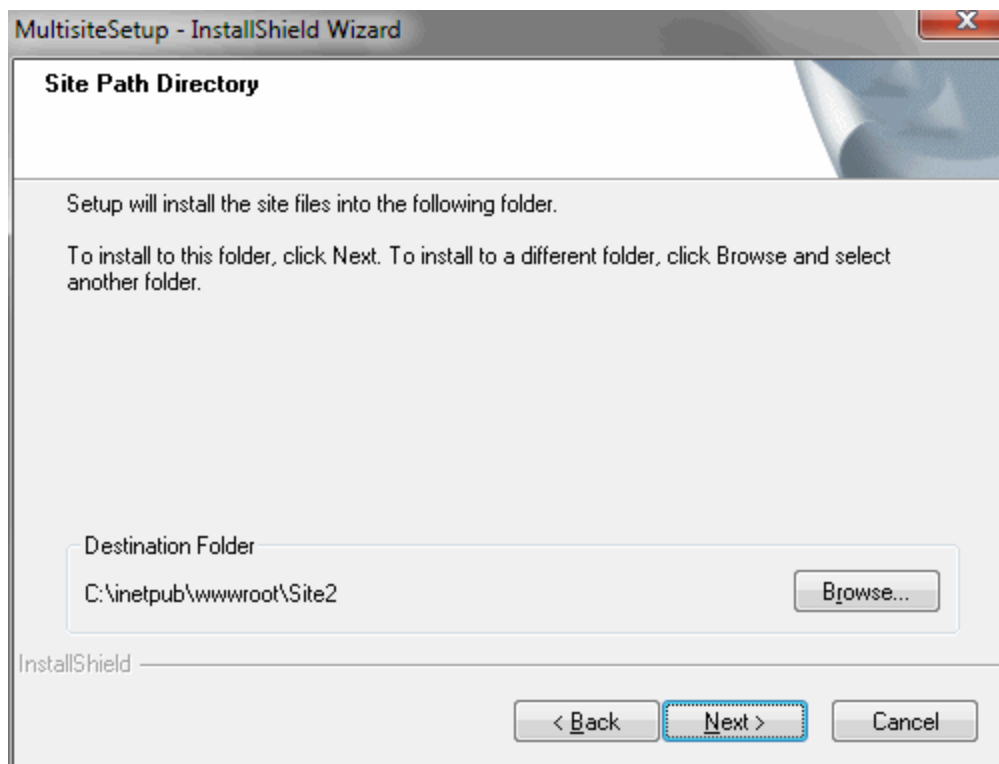 MultisiteSetup - InstallShield Wizard
Site Path Directory
Setup will install the site files into the following folder.
To install to this folder, click Next. To install to a different folder, click Browse and select
another folder.
Destination Folder
C:\inetpub\wwwroot\Site2
Browse...
InstallShield
< Back
Next >
Cancel